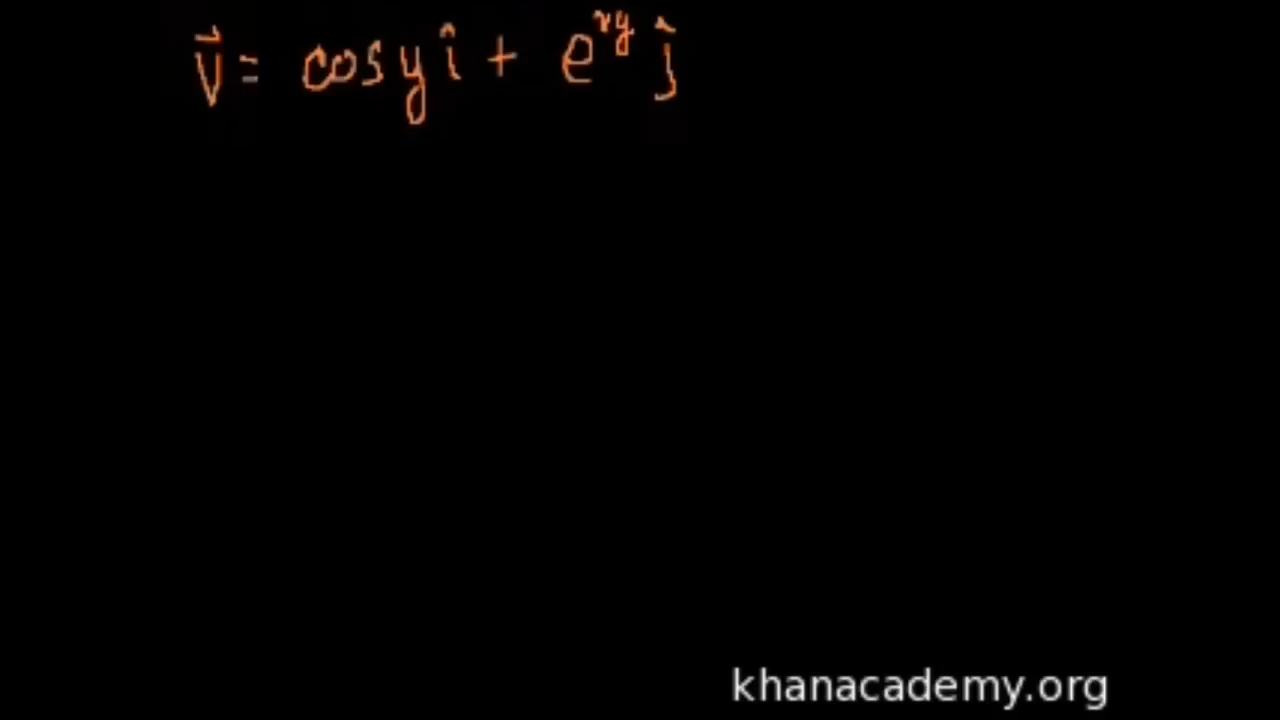 v⃗ = cos y î + e^{xy} ĵ
khanacademy.org